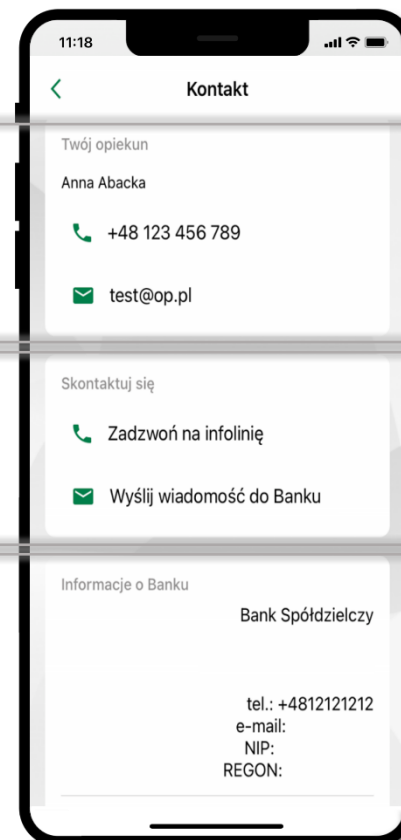 11:18
Kontakt
Twój opiekun
Anna Abacka
+48 123 456 789
test@op.pl
Skontaktuj się
Zadzwoń na infolinię
Wyślij wiadomość do Banku
Informacje o Banku
Bank Spółdzielczy
tel.: +4812121212
e-mail:
NIP:
REGON: